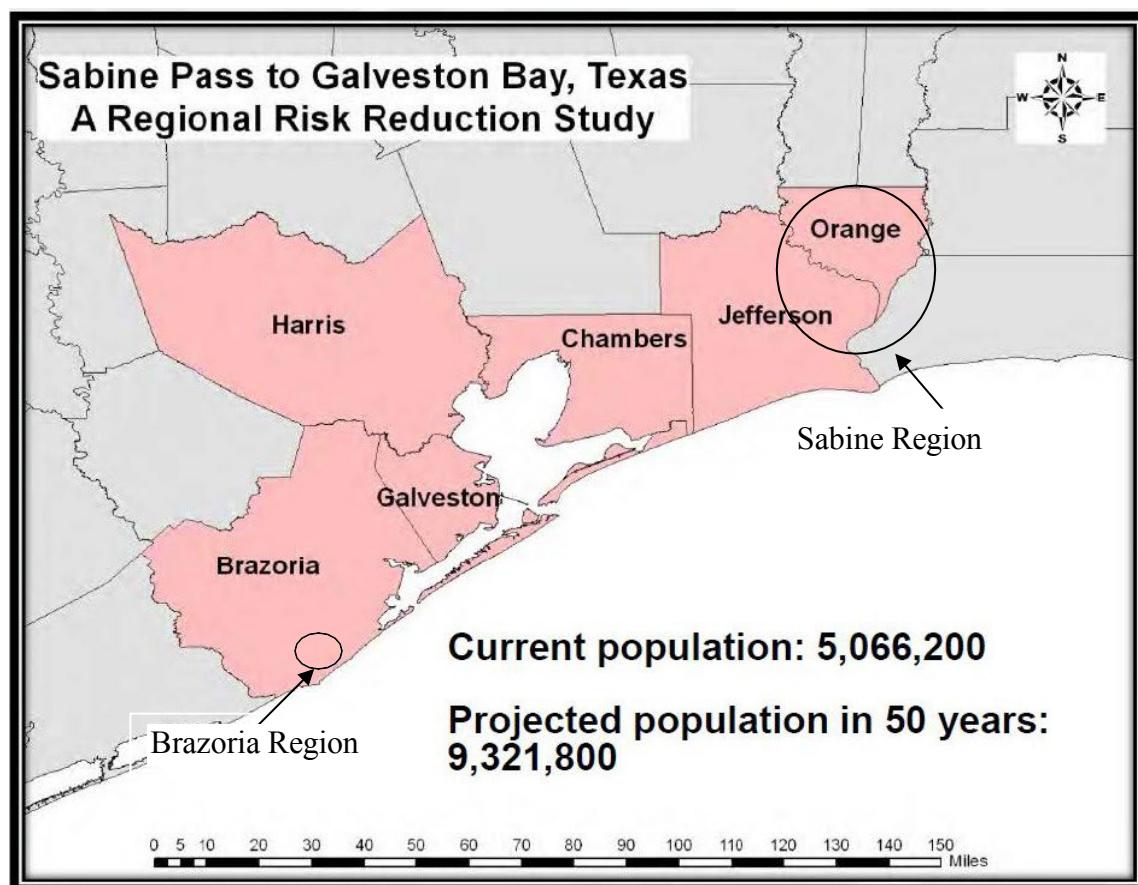 Sabine Pass to Galveston Bay, Texas
A Regional Risk Reduction Study
N
W E
S
Orange
Harris
Jefferson
Chambers
Sabine Region
Galveston
Brazoria
Current population: 5,066,200
Brazoria Region
Projected population in 50 years:
9,321,800
0 5 10 20 30 40 50 60 70 80 90 100 110 120 130 140 150
Miles